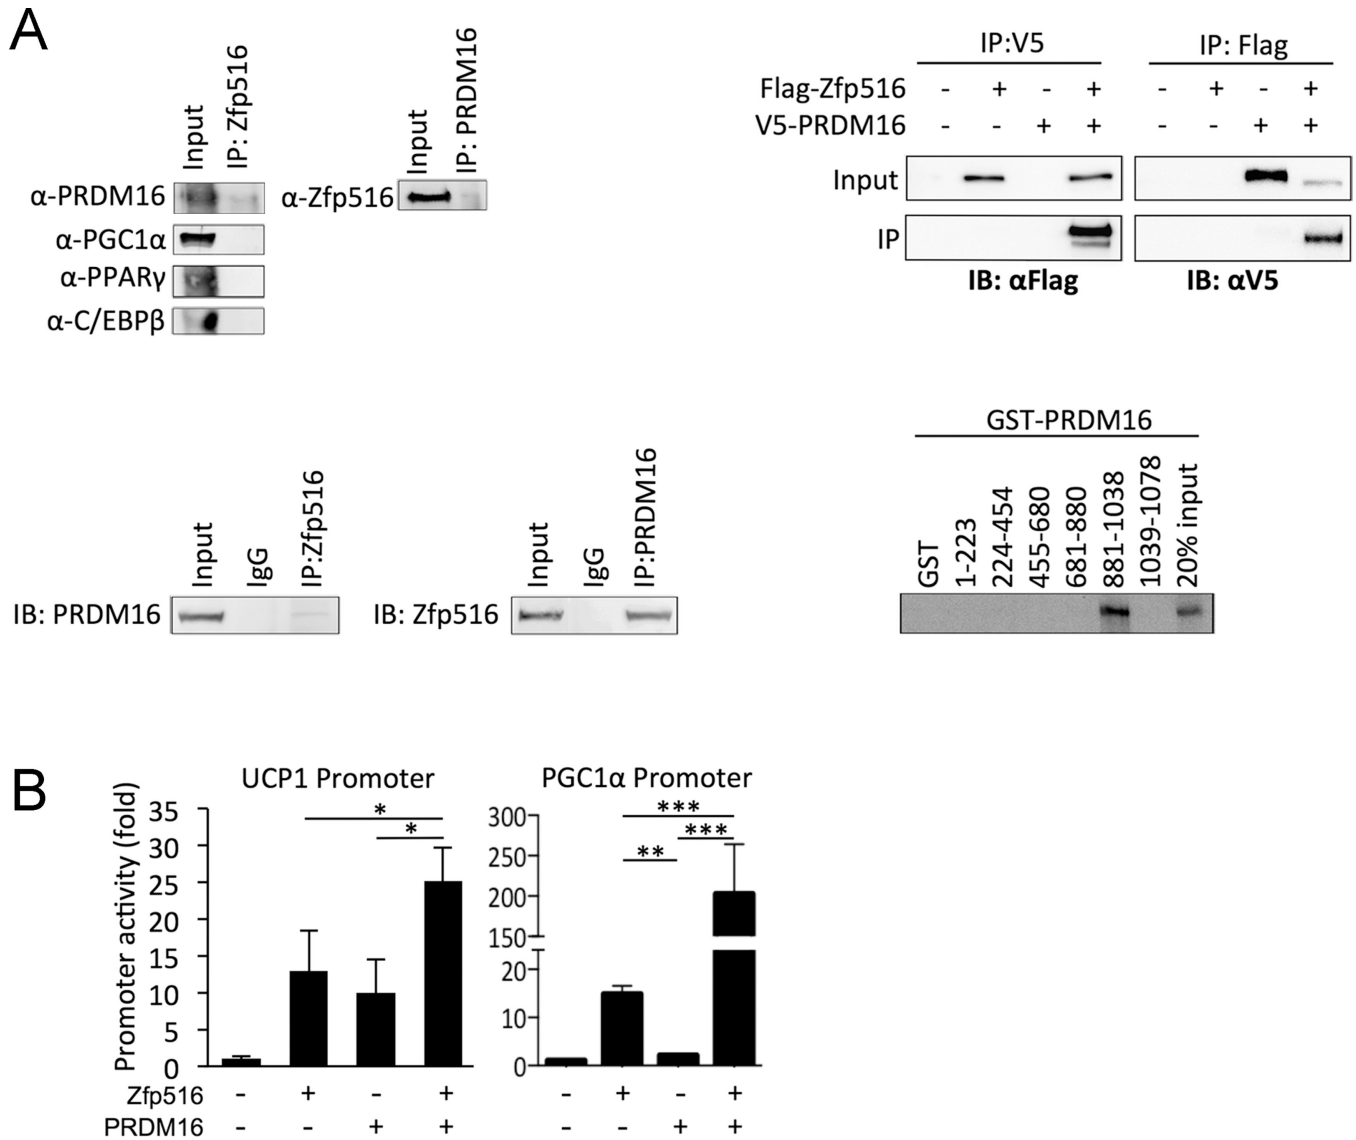 A
Input
IP: Zfp516
α-PRDM16
α-PGC1α
α-PPARγ
α-C/EBPβ
Input
IP: PRDM16
α-Zfp516
IP:V5
IP: Flag
Flag-Zfp516 - + - + - + - +
V5-PRDM16 - - + + - - + +
Input
IP
IB: αFlag
IB: αV5
Input
IgG
IP:Zfp516
IB: PRDM16
Input
IgG
IP:PRDM16
IB: Zfp516
GST-PRDM16
GST
1-223
224-454
455-680
681-880
881-1038
1039-1078
20% input
B
UCP1 Promoter
Promoter activity (fold)
35
30
25
20
15
10
5
0
*
*
PGC1α Promoter
300
250
200
150
20
10
0
***
***
**
Zfp516 - + - + - + - +
PRDM16 - - + + - - + +